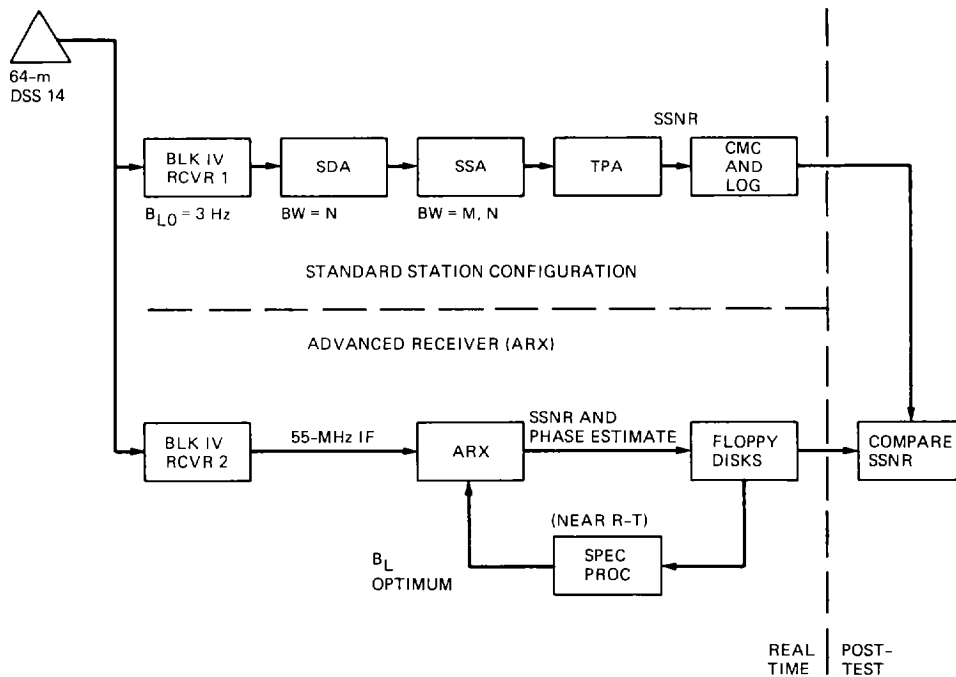 64-m
DSS 14
BLK IV
RCVR 1
SDA
SSA
TPA
SSNR
CMC
AND
LOG
B_LO = 3 Hz
BW = N
BW = M, N
STANDARD STATION CONFIGURATION
ADVANCED RECEIVER (ARX)
BLK IV
RCVR 2
55-MHz IF
ARX
SSNR AND
PHASE ESTIMATE
FLOPPY
DISKS
COMPARE
SSNR
(NEAR R-T)
SPEC
PROC
B_L
OPTIMUM
REAL
TIME
POST-
TEST